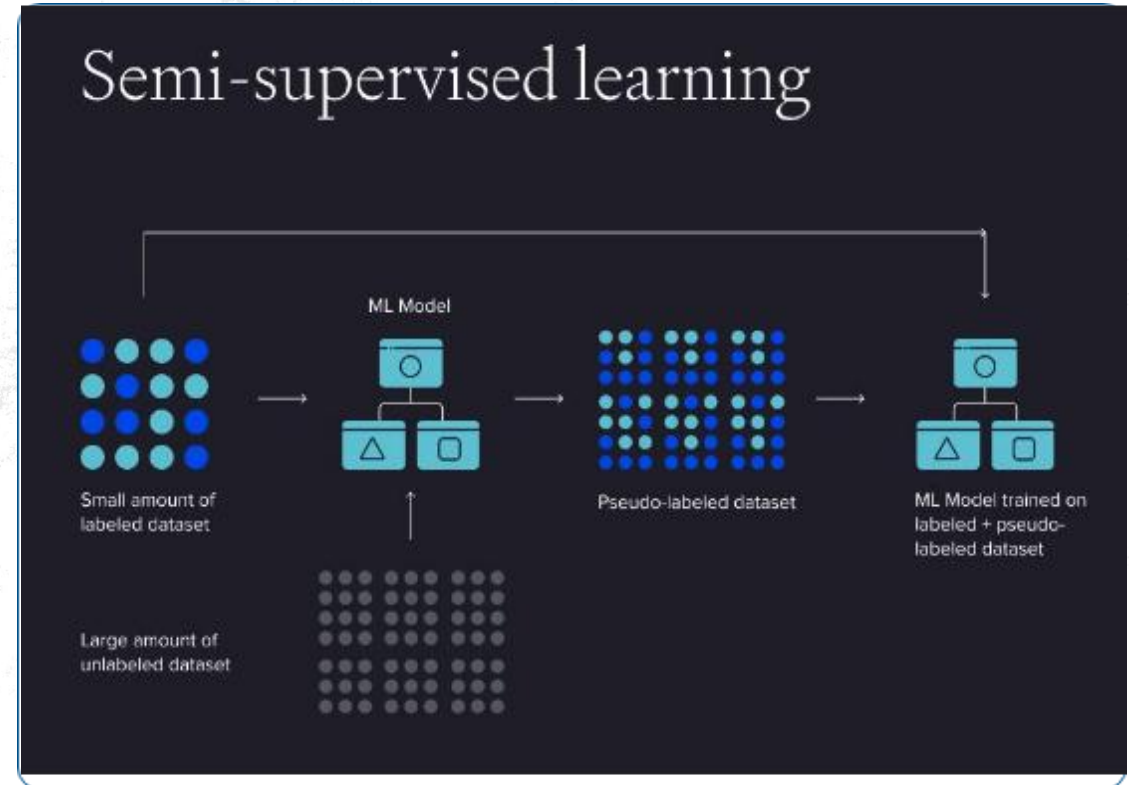 Semi-supervised learning
ML Model
Small amount of
labeled dataset
Pseudo-labeled dataset
ML Model trained on
labeled + pseudo-
labeled dataset
Large amount of
unlabeled dataset